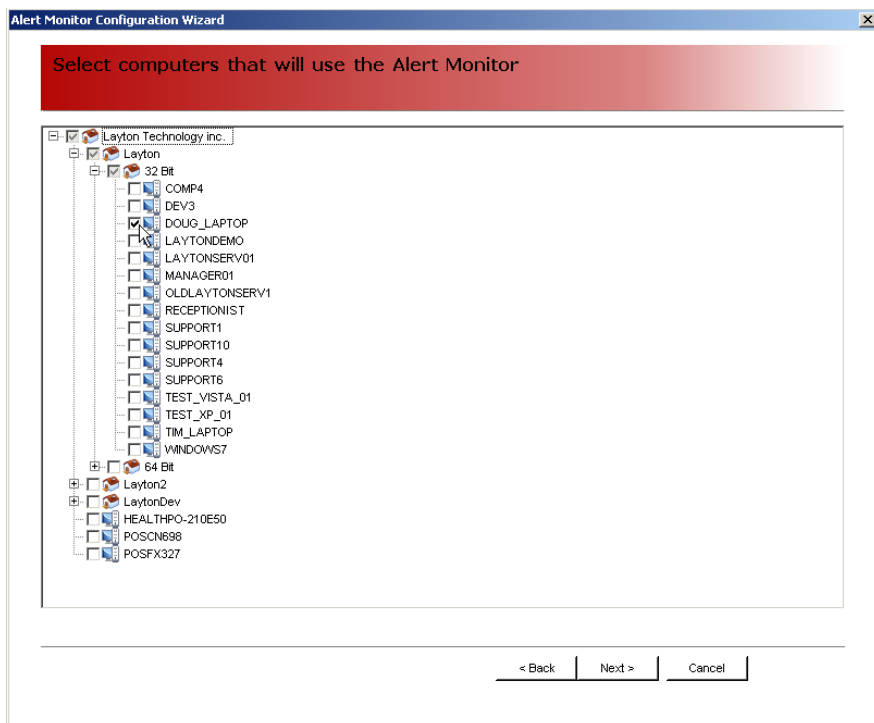 Alert Monitor Configuration Wizard
Select computers that will use the Alert Monitor
Layton Technology inc.
Layton
32 Bit
COMP4
DEV3
DOUG_LAPTOP
LAYTONDEMO
LAYTONSERV01
MANAGER01
OLDLAYTONSERV1
RECEPTIONIST
SUPPORT1
SUPPORT10
SUPPORT4
SUPPORT6
TEST_VISTA_01
TEST_XP_01
TIM_LAPTOP
WINDOWS7
64 Bit
Layton2
LaytonDev
HEALTHPO-210E50
POSCN698
POSFX327
< Back Next > Cancel